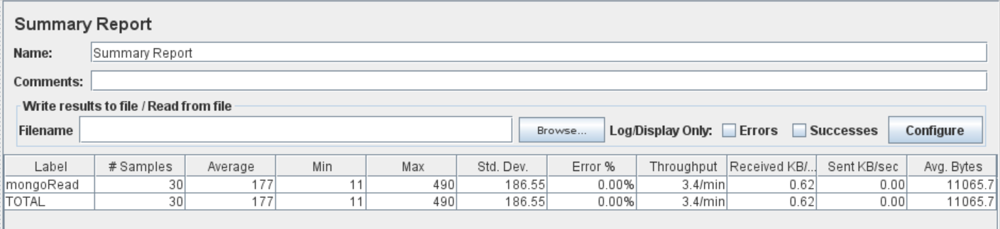 Summary Report
Name: Summary Report
Comments:
Write results to file / Read from file
Filename Browse... Log/Display Only: Errors Successes Configure
Label # Samples Average Min Max Std. Dev. Error % Throughput Received KB/... Sent KB/sec Avg. Bytes
mongoRead 30 177 11 490 186.55 0.00% 3.4/min 0.62 0.00 11065.7
TOTAL 30 177 11 490 186.55 0.00% 3.4/min 0.62 0.00 11065.7